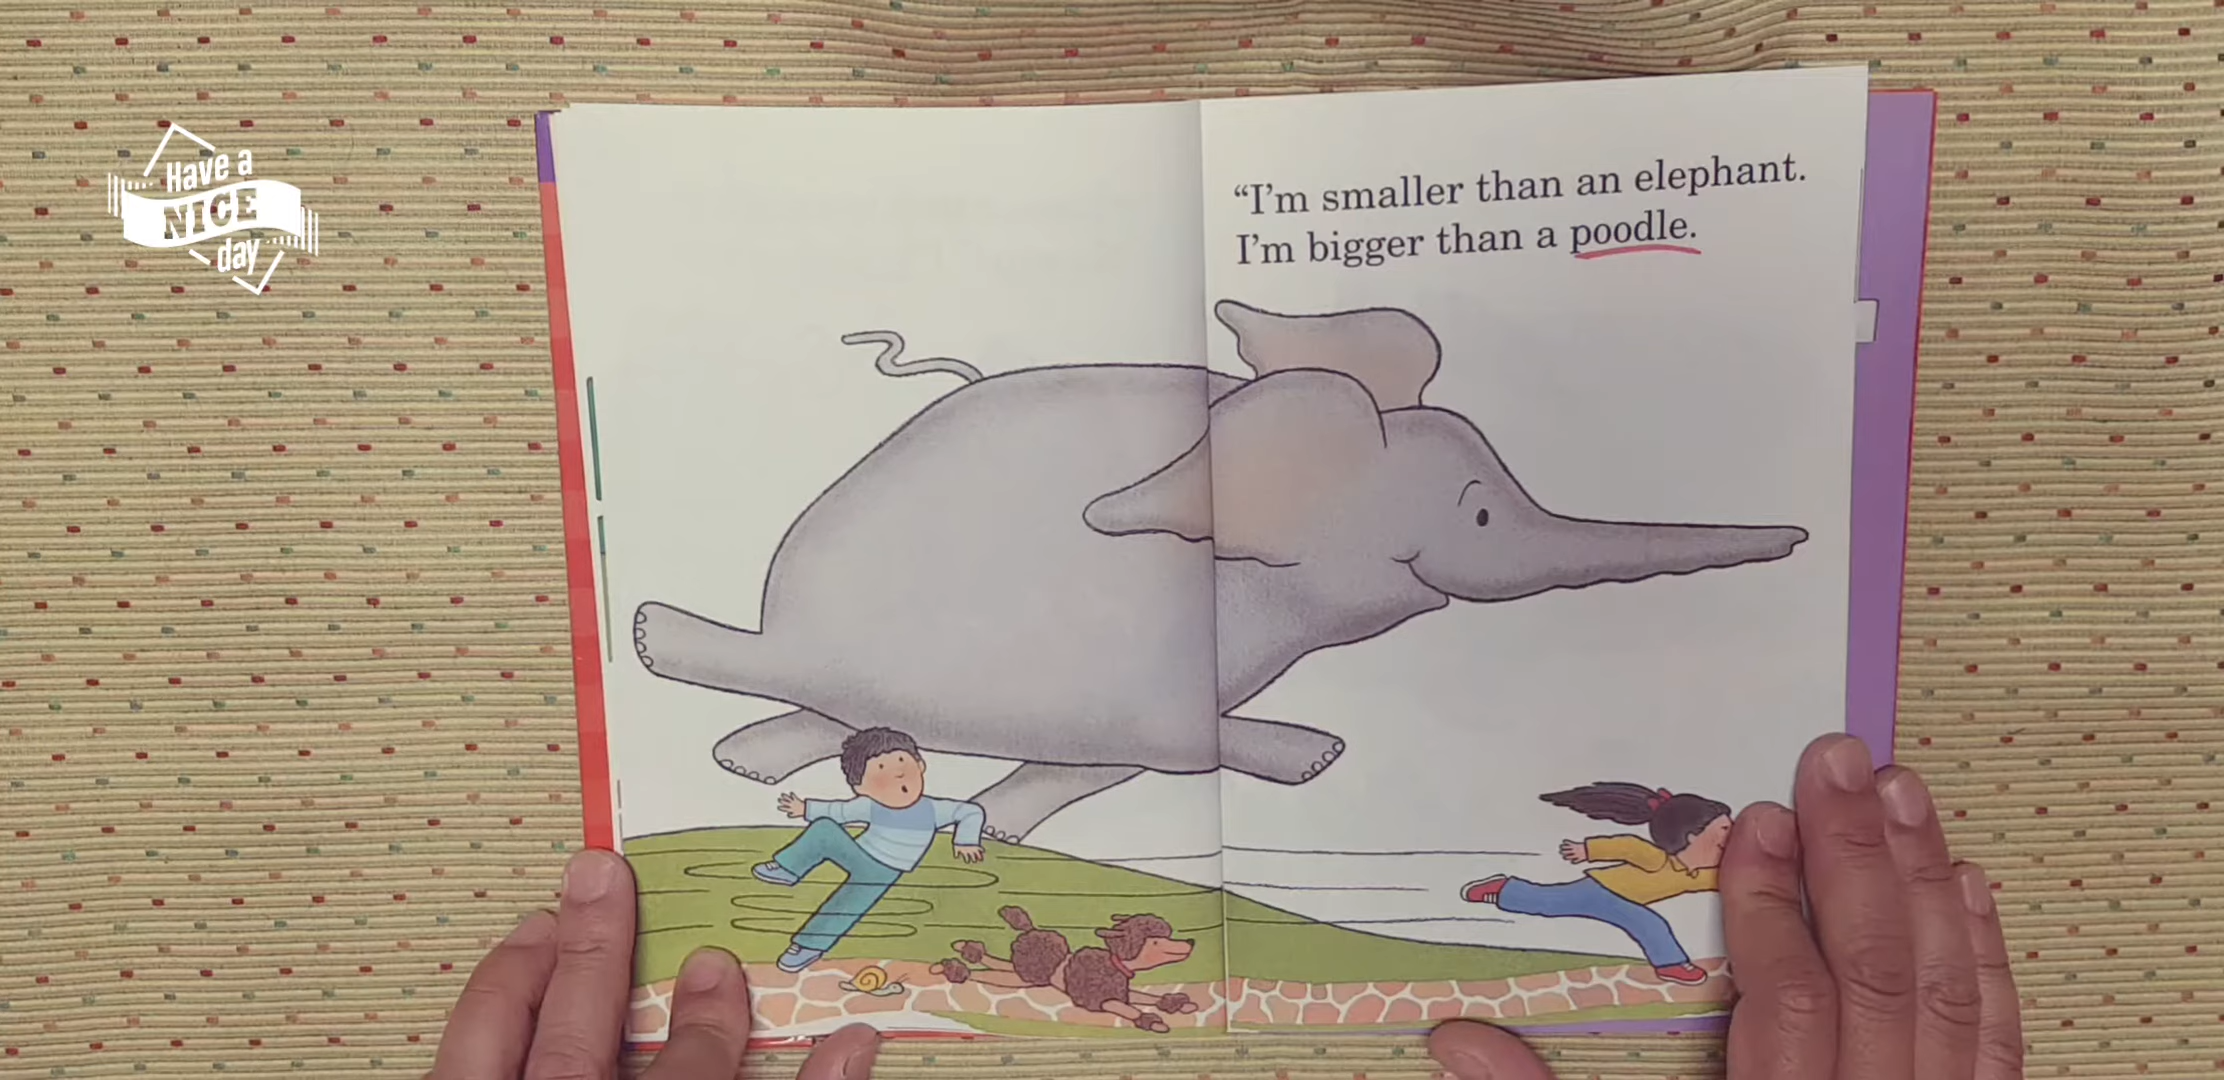 Have a
NICE
day
“I’m smaller than an elephant.
I’m bigger than a poodle.